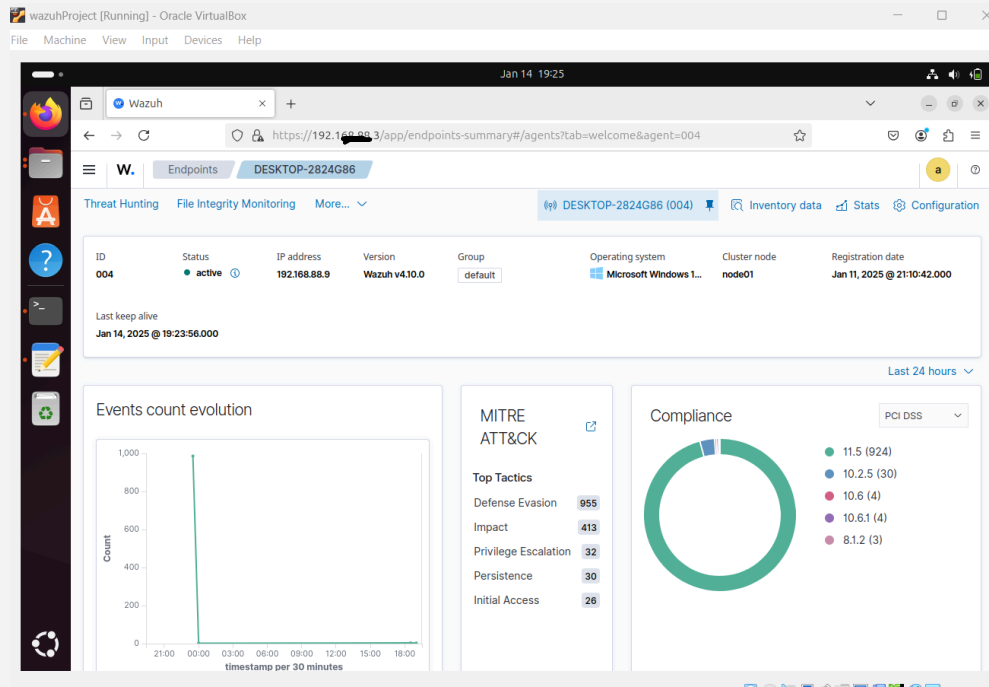 wazuhProject [Running] - Oracle VirtualBox
File Machine View Input Devices Help
Jan 14 19:25
Wazuh
https://192.168.88.3/app/endpoints-summary#/agents?tab=welcome&agent=004
W. Endpoints DESKTOP-2824G86 a
Threat Hunting File Integrity Monitoring More... DESKTOP-2824G86 (004) Inventory data Stats Configuration
ID Status IP address Version Group Operating system Cluster node Registration date
004 active 192.168.88.9 Wazuh v4.10.0 default Microsoft Windows 1... node01 Jan 11, 2025 @ 21:10:42.000
Last keep alive
Jan 14, 2025 @ 19:23:56.000
Last 24 hours
Events count evolution
1,000
800
600
400
200
0
Count
21:00 00:00 03:00 06:00 09:00 12:00 15:00 18:00
timestamp per 30 minutes
MITRE
ATT&CK
Top Tactics
Defense Evasion 955
Impact 413
Privilege Escalation 32
Persistence 30
Initial Access 26
Compliance
PCI DSS
11.5 (924)
10.2.5 (30)
10.6 (4)
10.6.1 (4)
8.1.2 (3)